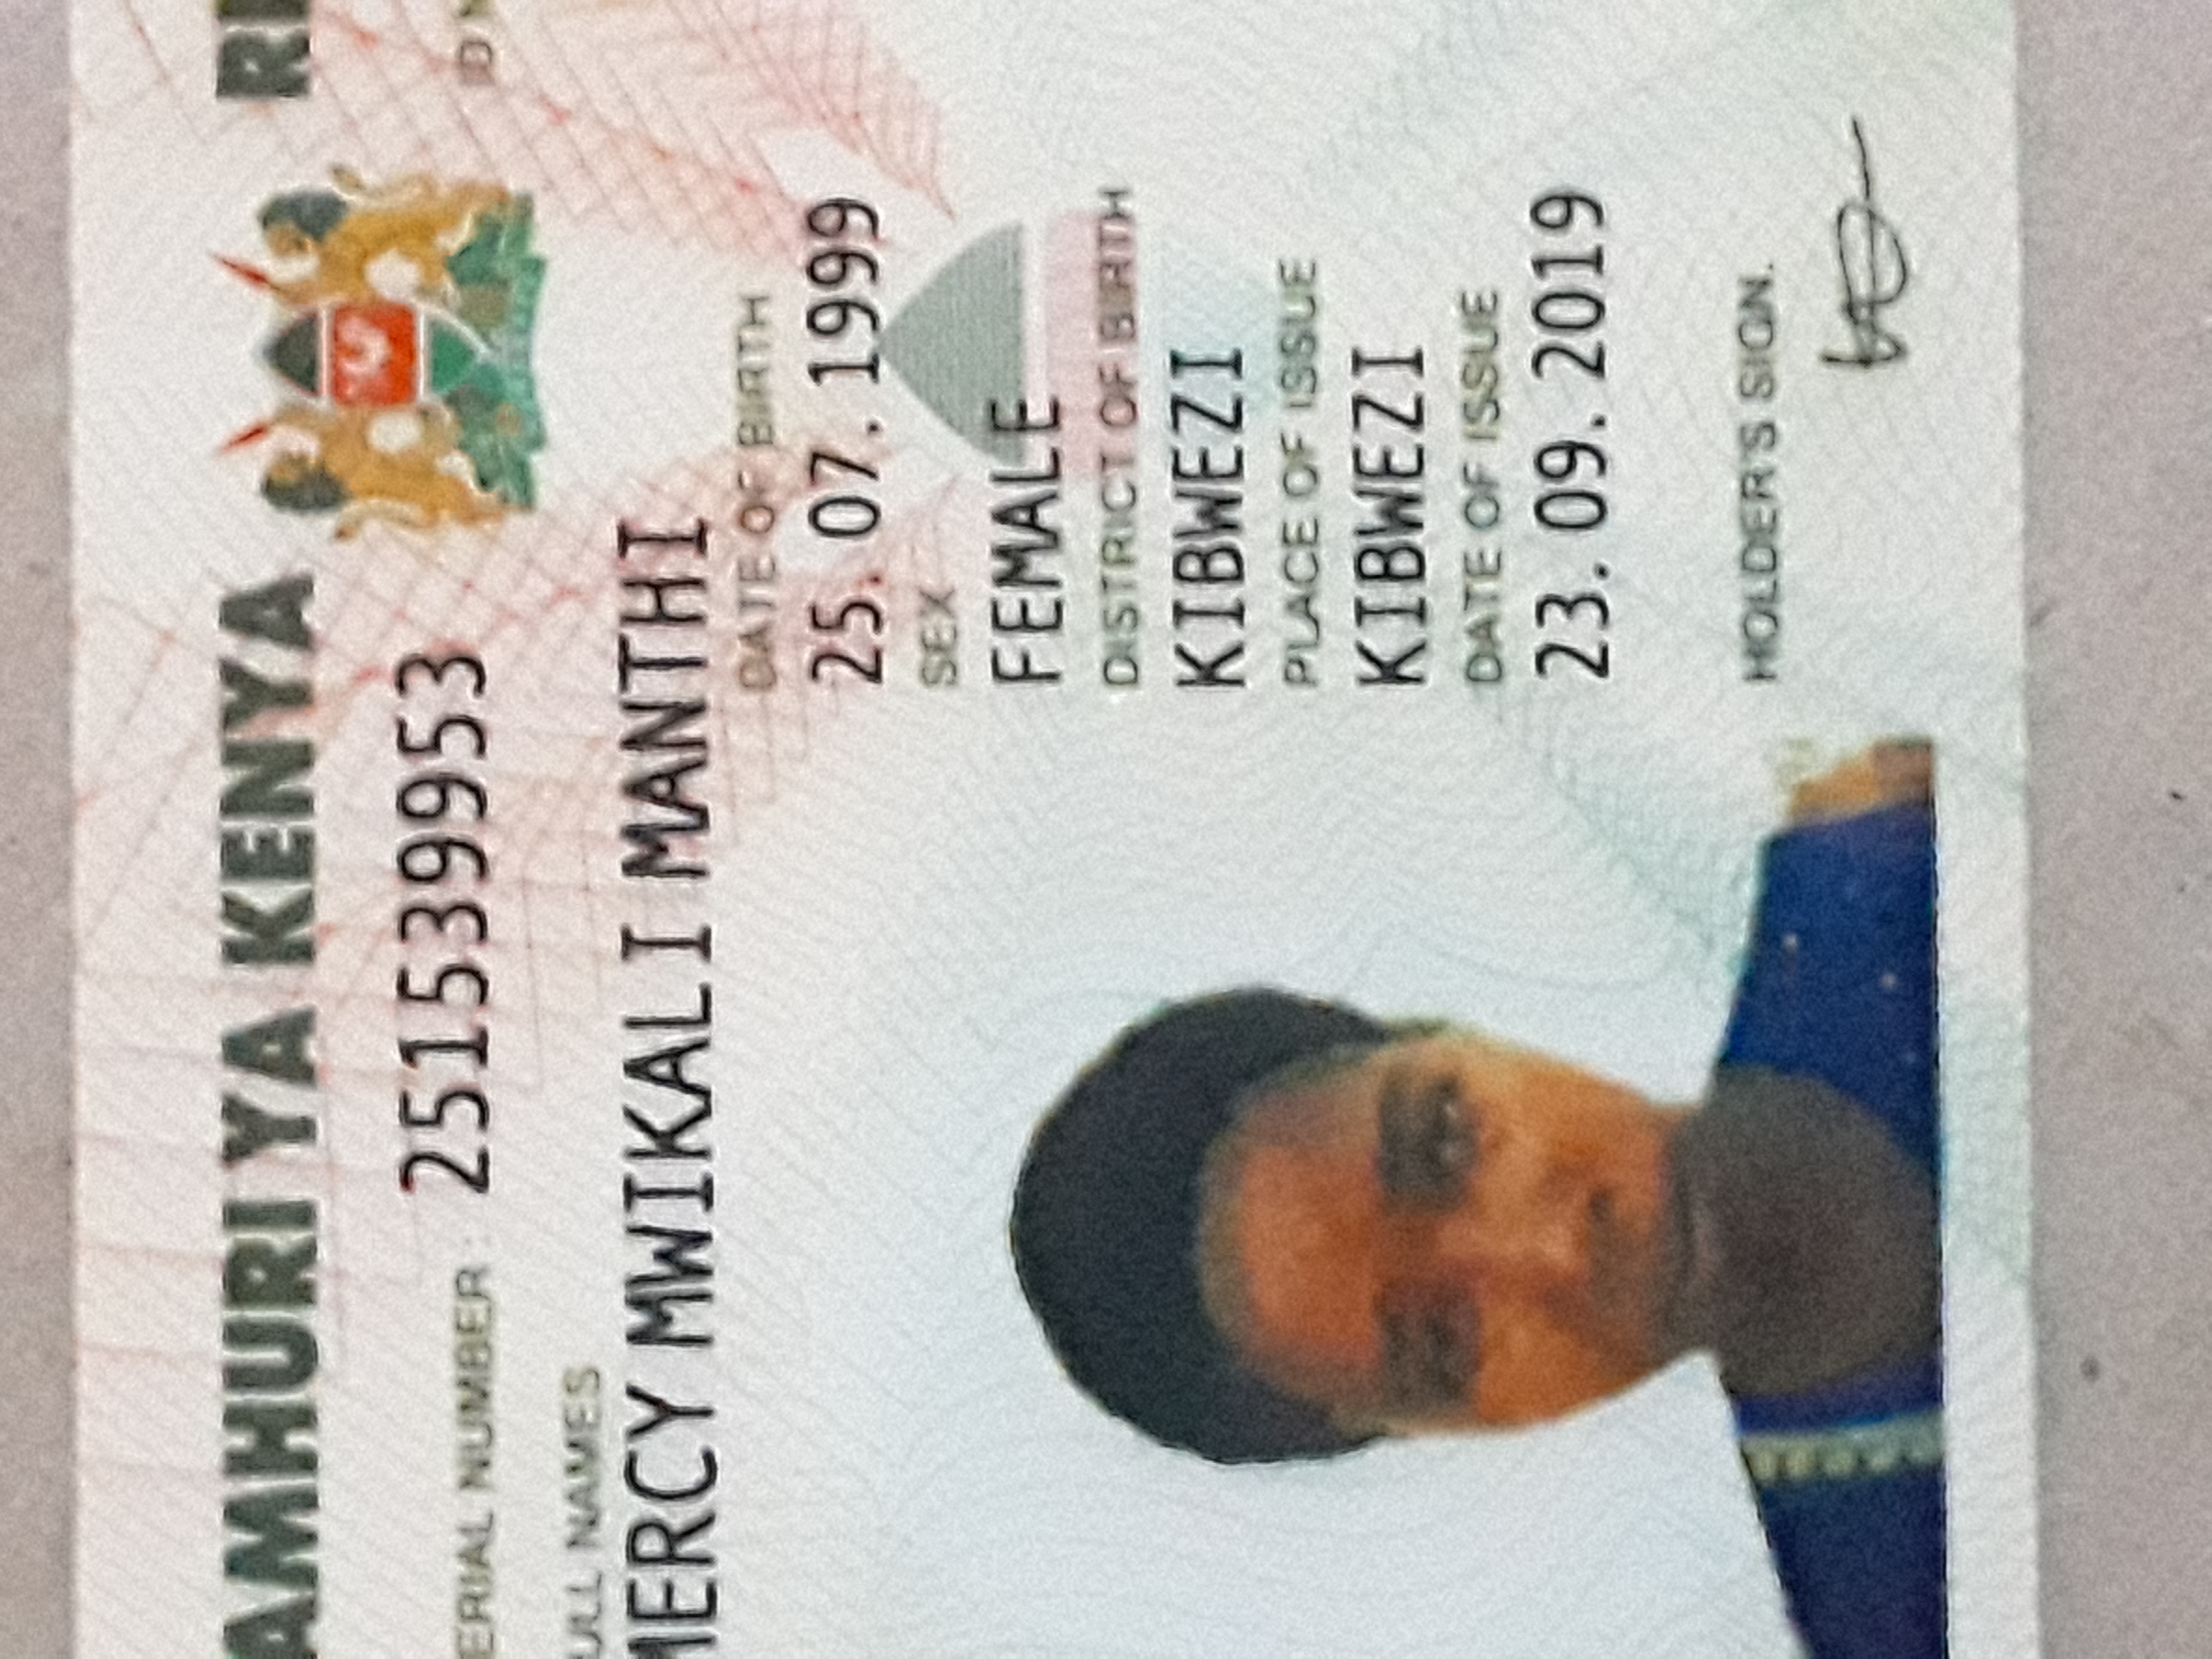 AMHURI YA KENYA RE
ERIAL NUMBER : 251539953 ID N
ULL NAMES
MERCY MWIKALI MANTHI
DATE OF BIRTH
25. 07. 1999
SEX
FEMALE
DISTRICT OF BIRTH
KIBWEZI
PLACE OF ISSUE
KIBWEZI
DATE OF ISSUE
23. 09. 2019
HOLDER'S SIGN.